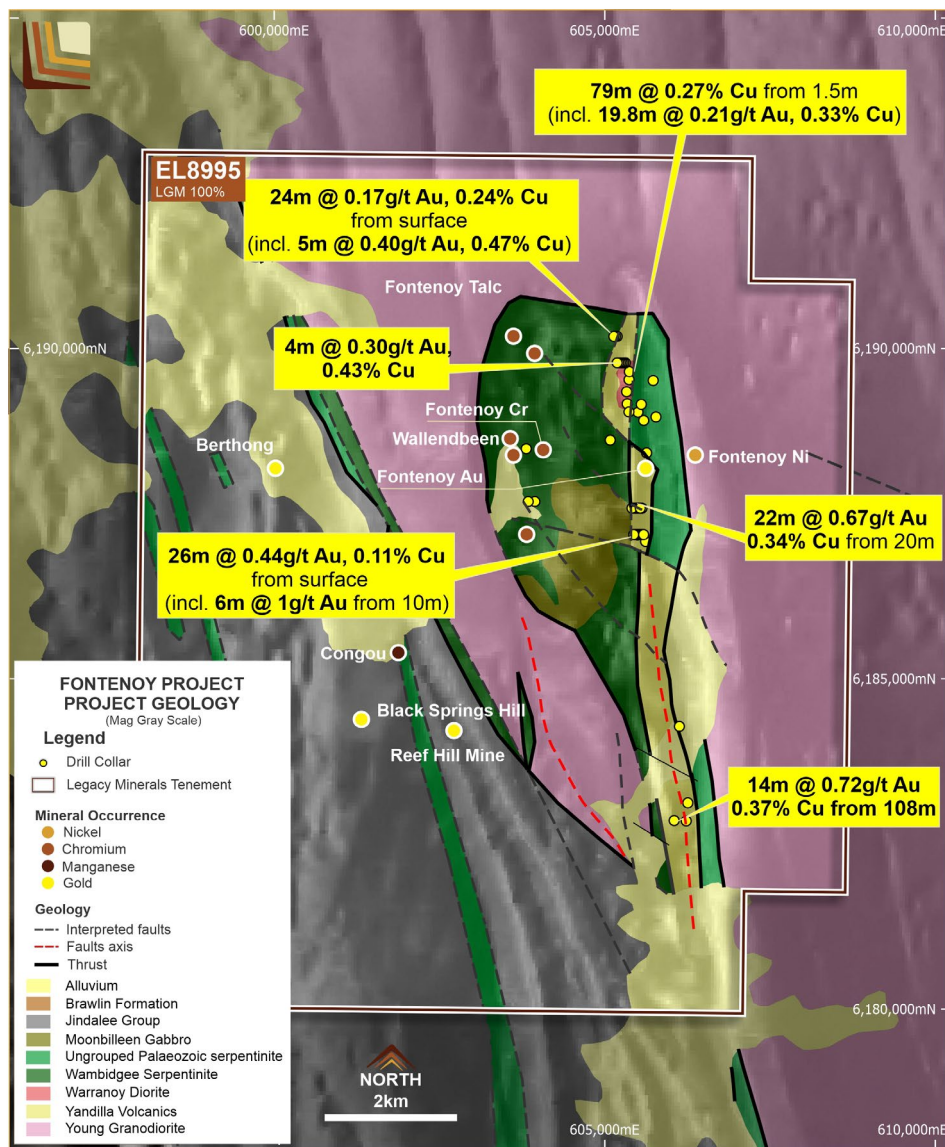 600,000mE
605,000mE
610,000mE
79m @ 0.27% Cu from 1.5m
(incl. 19.8m @ 0.21g/t Au, 0.33% Cu)
EL8995
LGM 100%
24m @ 0.17g/t Au, 0.24% Cu
from surface
(incl. 5m @ 0.40g/t Au, 0.47% Cu)
Fontenoy Talc
6,190,000mN
6,190,000mN
4m @ 0.30g/t Au,
0.43% Cu
Fontenoy Cr
Wallendbeen
Berthong
Fontenoy Au
Fontenoy Ni
22m @ 0.67g/t Au
0.34% Cu from 20m
26m @ 0.44g/t Au, 0.11% Cu
from surface
(incl. 6m @ 1g/t Au from 10m)
Congou
6,185,000mN
Black Springs Hill
Reef Hill Mine
14m @ 0.72g/t Au
0.37% Cu from 108m
FONTENOY PROJECT
PROJECT GEOLOGY
(Mag Gray Scale)
Legend
Drill Collar
Legacy Minerals Tenement
Mineral Occurrence
Nickel
Chromium
Manganese
Gold
Geology
Interpreted faults
Faults axis
Thrust
Alluvium
Brawlin Formation
Jindalee Group
Moonbilleen Gabbro
Ungrouped Palaeozoic serpentinite
Wambidgee Serpentinite
Warranoy Diorite
Yandilla Volcanics
Young Granodiorite
6,180,000mN
NORTH
2km
605,000mE
610,000mE